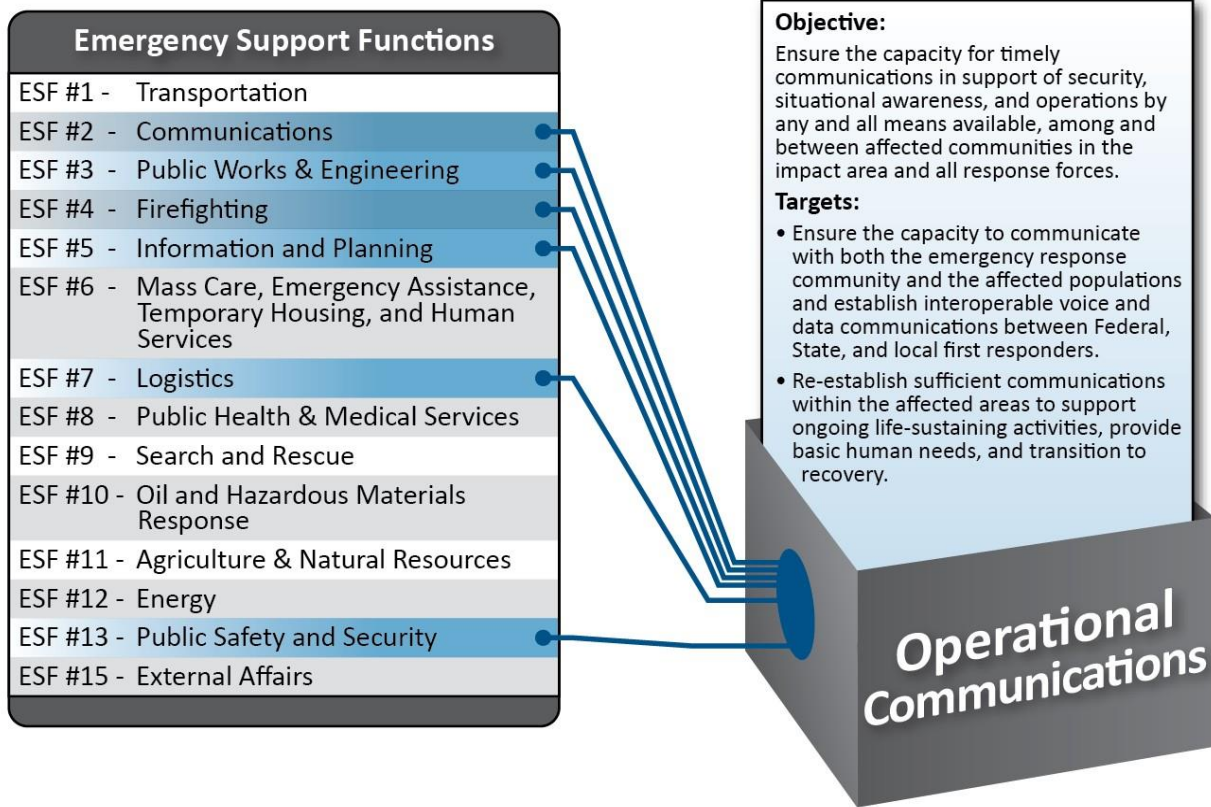 Emergency Support Functions
ESF #1 - Transportation
ESF #2 - Communications
ESF #3 - Public Works & Engineering
ESF #4 - Firefighting
ESF #5 - Information and Planning
ESF #6 - Mass Care, Emergency Assistance,
Temporary Housing, and Human
Services
ESF #7 - Logistics
ESF #8 - Public Health & Medical Services
ESF #9 - Search and Rescue
ESF #10 - Oil and Hazardous Materials
Response
ESF #11 - Agriculture & Natural Resources
ESF #12 - Energy
ESF #13 - Public Safety and Security
ESF #15 - External Affairs
Objective:
Ensure the capacity for timely
communications in support of security,
situational awareness, and operations by
any and all means available, among and
between affected communities in the
impact area and all response forces.
Targets:
• Ensure the capacity to communicate
with both the emergency response
community and the affected populations
and establish interoperable voice and
data communications between Federal,
State, and local first responders.
• Re-establish sufficient communications
within the affected areas to support
ongoing life-sustaining activities, provide
basic human needs, and transition to
recovery.
Operational
Communications